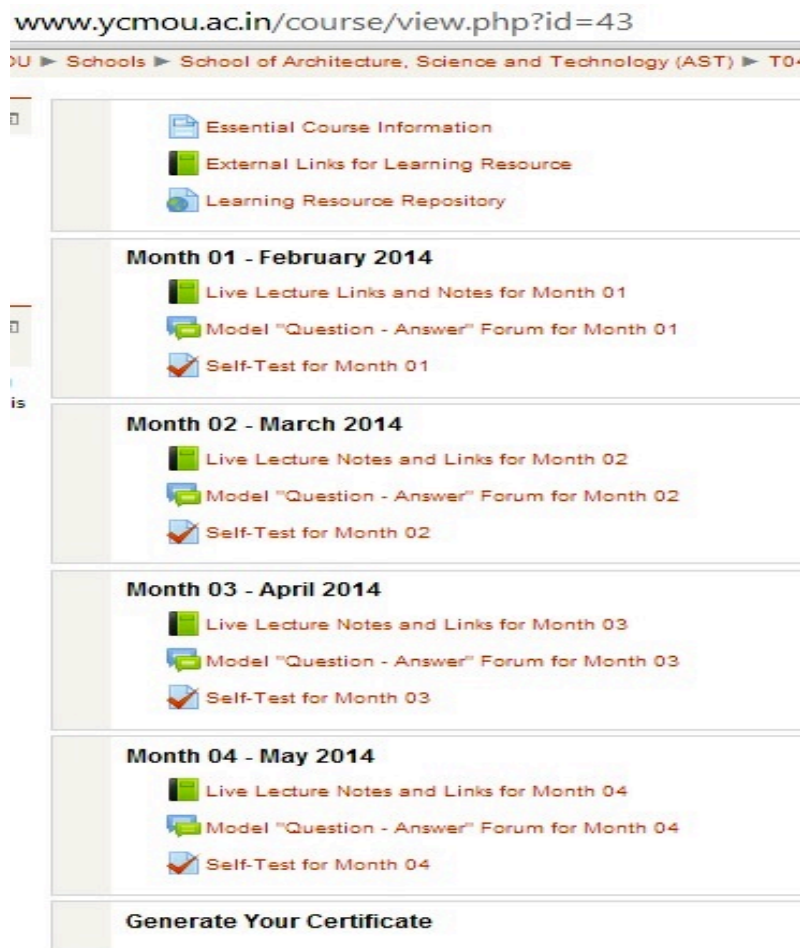 www.ycmou.ac.in/course/view.php?id=43
OU ► Schools ► School of Architecture, Science and Technology (AST) ► T04
Essential Course Information
External Links for Learning Resource
Learning Resource Repository
Month 01 - February 2014
Live Lecture Links and Notes for Month 01
Model "Question - Answer" Forum for Month 01
Self-Test for Month 01
is
Month 02 - March 2014
Live Lecture Notes and Links for Month 02
Model "Question - Answer" Forum for Month 02
Self-Test for Month 02
Month 03 - April 2014
Live Lecture Notes and Links for Month 03
Model "Question - Answer" Forum for Month 03
Self-Test for Month 03
Month 04 - May 2014
Live Lecture Notes and Links for Month 04
Model "Question - Answer" Forum for Month 04
Self-Test for Month 04
Generate Your Certificate